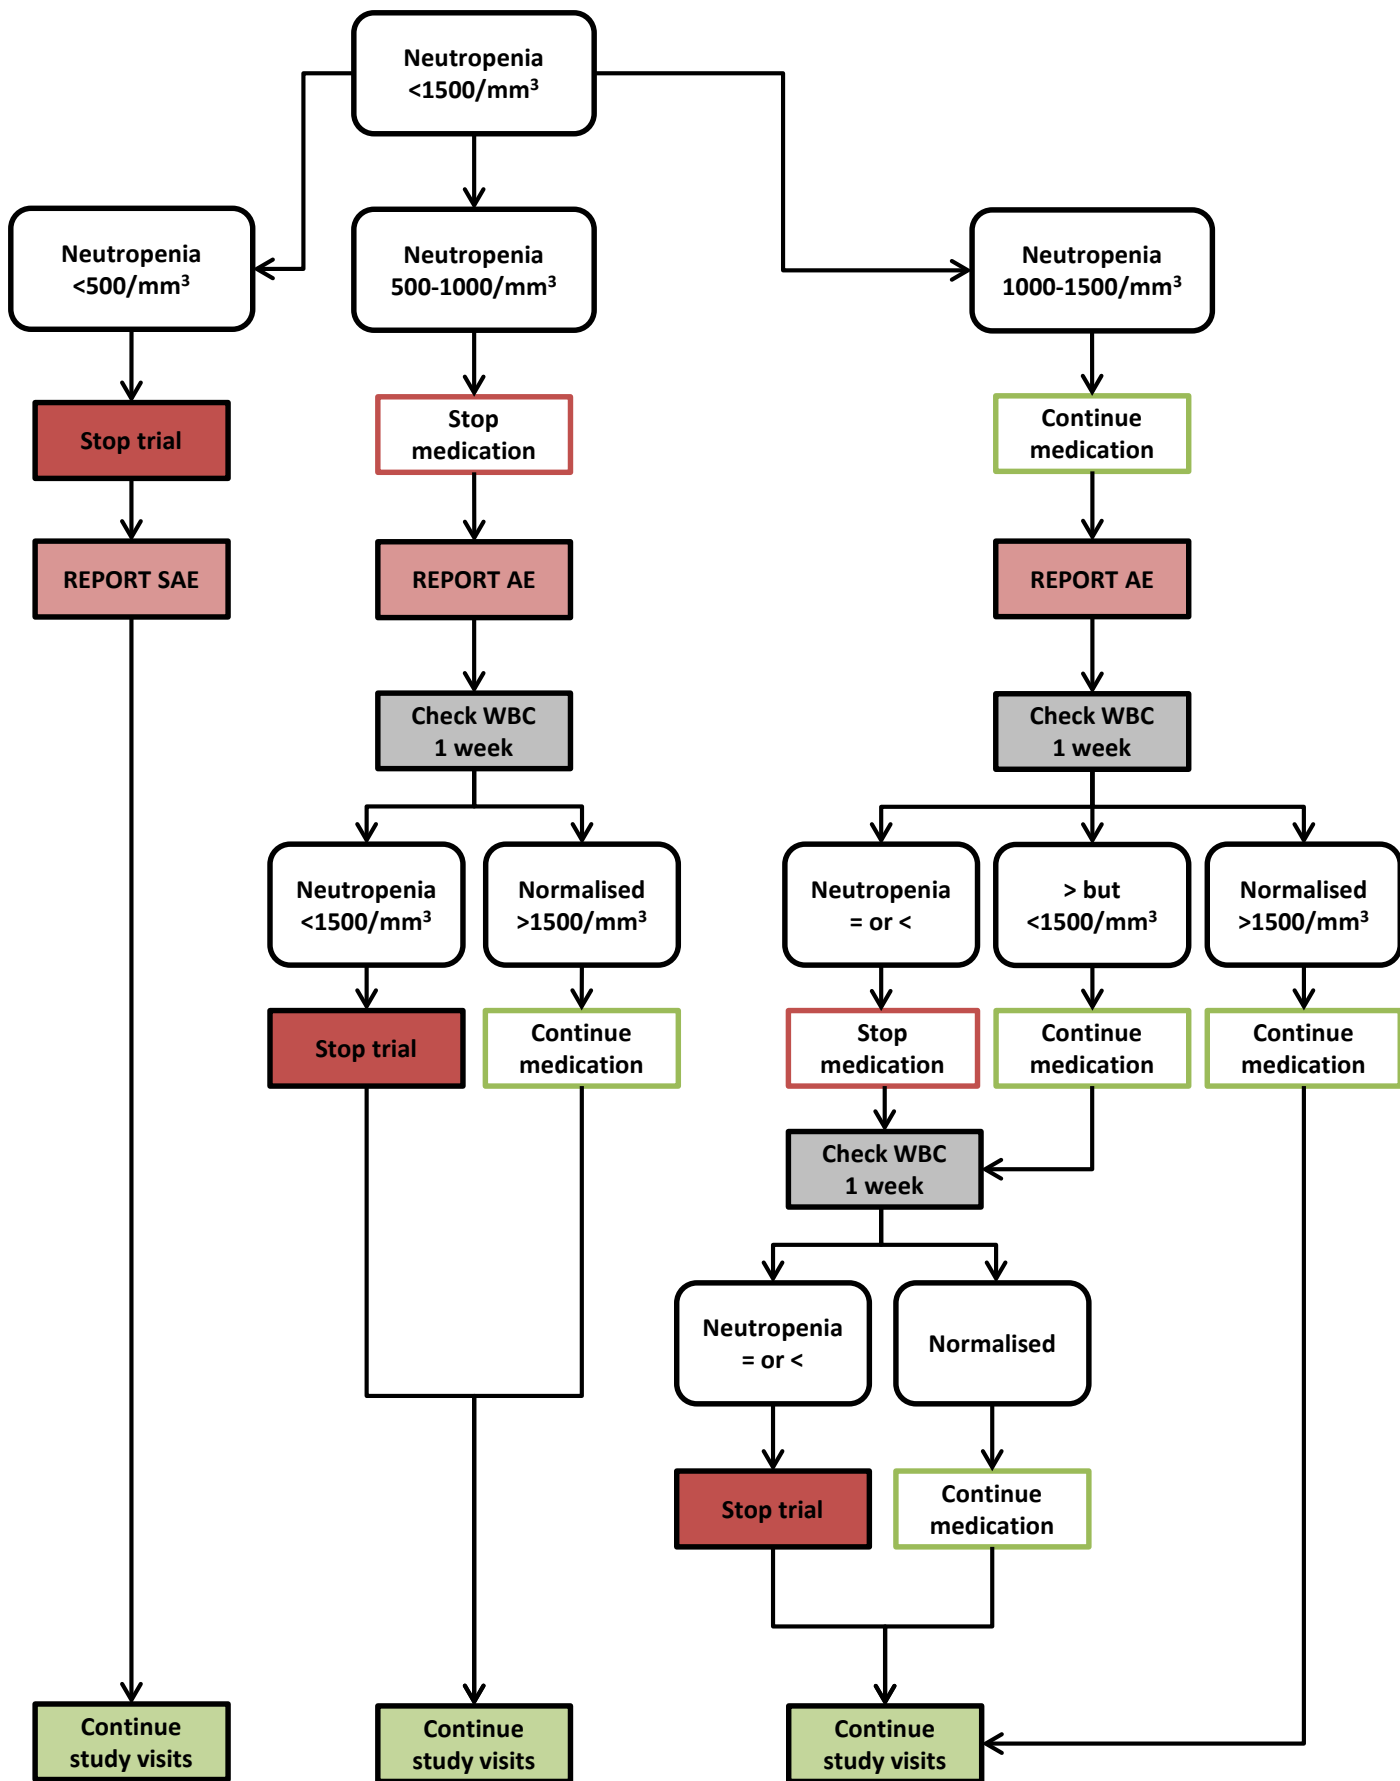 Neutropenia
<1500/mm³
Neutropenia
<500/mm³
Neutropenia
500-1000/mm³
Neutropenia
1000-1500/mm³
Stop trial
Stop
medication
Continue
medication
REPORT SAE
REPORT AE
REPORT AE
Check WBC
1 week
Check WBC
1 week
Neutropenia
<1500/mm³
Normalised
>1500/mm³
Neutropenia
= or <
> but
<1500/mm³
Normalised
>1500/mm³
Stop trial
Continue
medication
Stop
medication
Continue
medication
Continue
medication
Check WBC
1 week
Neutropenia
= or <
Normalised
Stop trial
Continue
medication
Continue
study visits
Continue
study visits
Continue
study visits